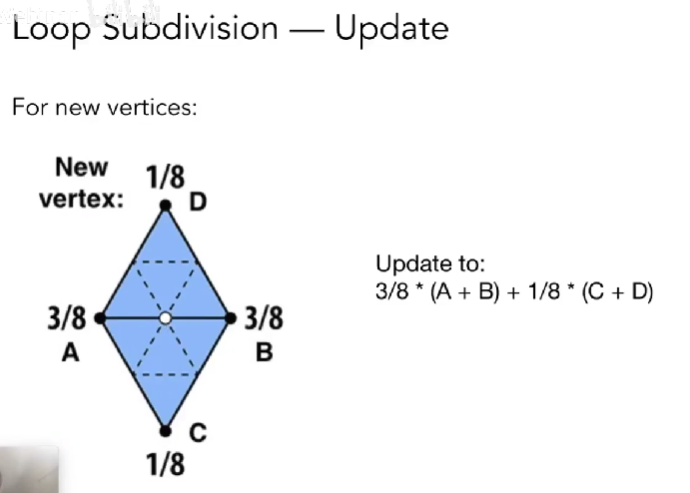 Loop Subdivision — Update
For new vertices:
New
vertex:
1/8
D
3/8
A
3/8
B
C
1/8
Update to:
3/8 * (A + B) + 1/8 * (C + D)